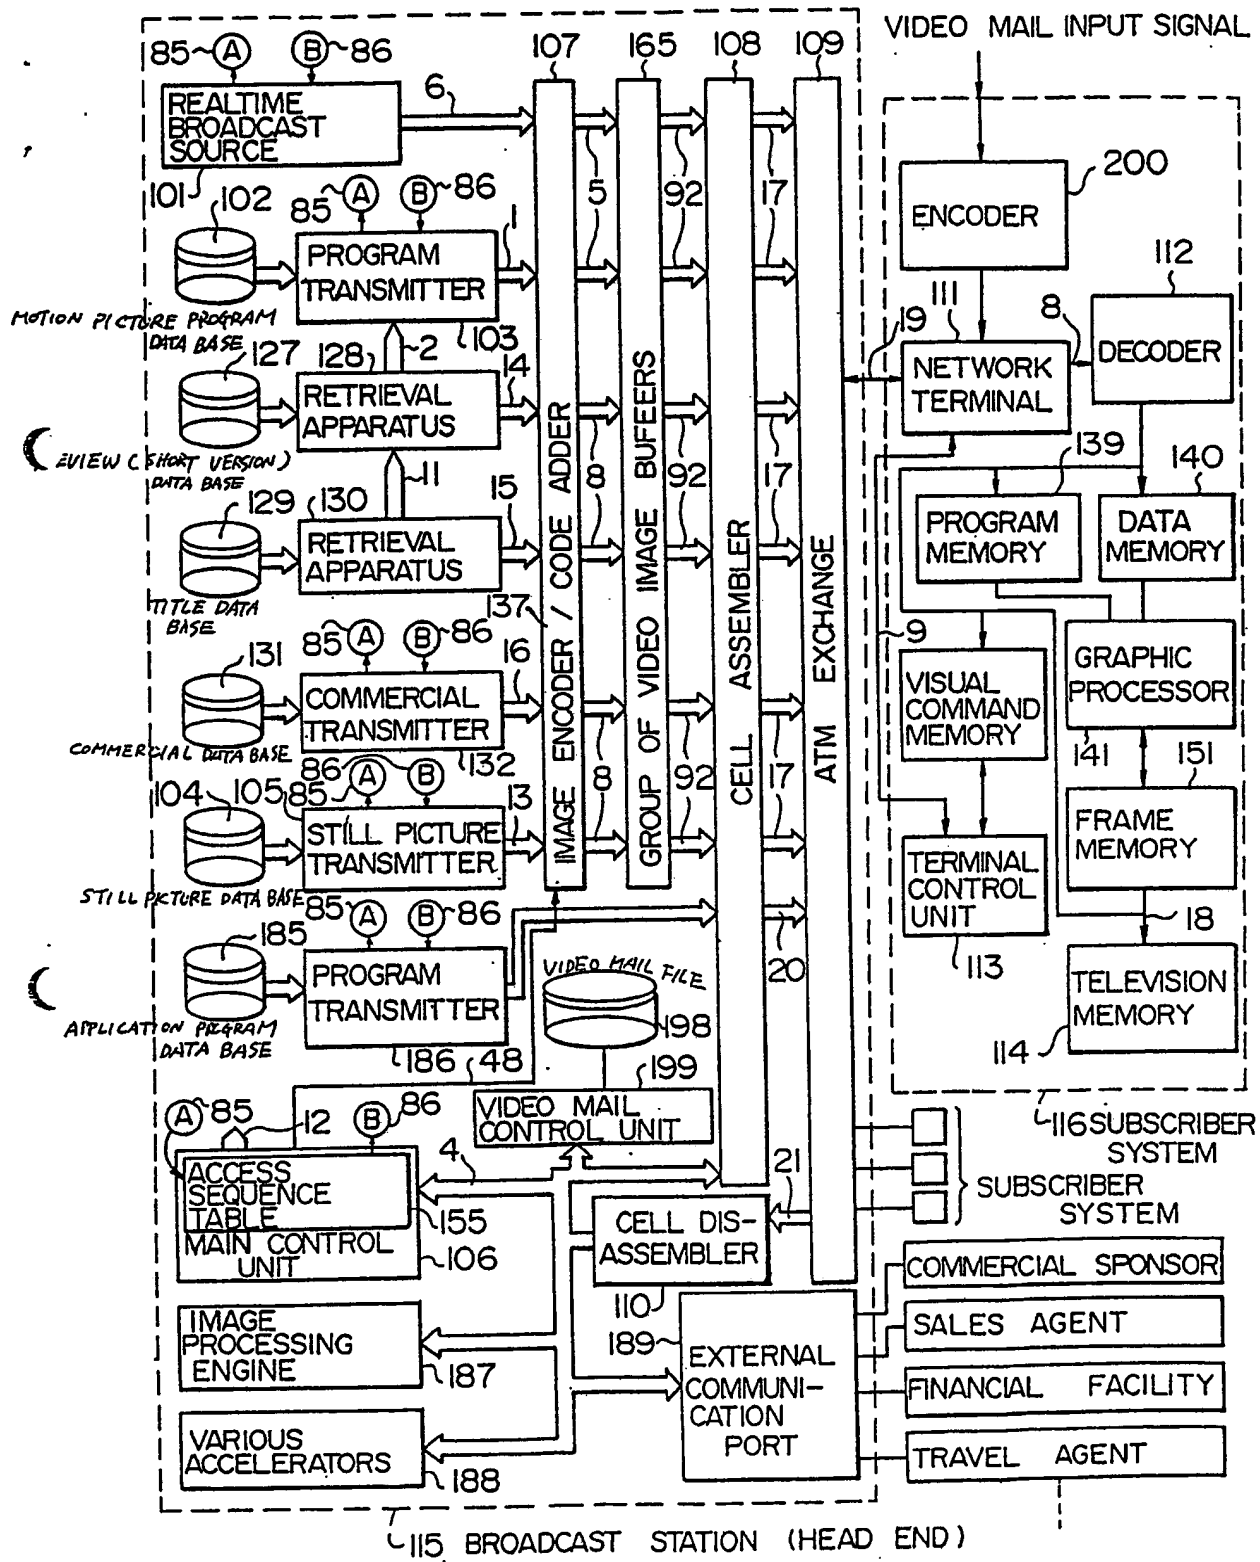 VIDEO MAIL INPUT SIGNAL
85 A B 86
107 165 108 109
REALTIME
BROADCAST
SOURCE
101
6
5
92
17
102
85 A B 86
PROGRAM
TRANSMITTER
1
103
MOTION PICTURE PROGRAM
DATA BASE
2
127
128
RETRIEVAL
APPARATUS
14
8
92
17
EVIEW (SHORT VERSION)
DATA BASE
11
129
130
RETRIEVAL
APPARATUS
15
TITLE DATA
BASE
137
85 A B 86
131
COMMERCIAL
TRANSMITTER
16
132
8
92
17
COMMERCIAL DATA BASE
86
85 A B
104
105
STILL PICTURE
TRANSMITTER
13
8
92
17
STILL PICTURE DATA BASE
85 A B 86
185
PROGRAM
TRANSMITTER
186
48
20
APPLICATION PROGRAM
DATA BASE
IMAGE ENCODER / CODE ADDER
GROUP OF VIDEO IMAGE BUFEERS
CELL ASSEMBLER
ATM EXCHANGE
VIDEO MAIL FILE
198
199
VIDEO MAIL
CONTROL UNIT
A 85
12
B 86
ACCESS
SEQUENCE
TABLE
155
MAIN CONTROL
UNIT
106
4
21
CELL DIS-
ASSEMBLER
110
IMAGE
PROCESSING
ENGINE
187
VARIOUS
ACCELERATORS
188
189
EXTERNAL
COMMUNI-
CATION
PORT
115 BROADCAST STATION (HEAD END)
200
ENCODER
112
111
19
8
NETWORK
TERMINAL
DECODER
139
140
PROGRAM
MEMORY
DATA
MEMORY
9
VISUAL
COMMAND
MEMORY
GRAPHIC
PROCESSOR
141
151
TERMINAL
CONTROL
UNIT
113
FRAME
MEMORY
18
TELEVISION
MEMORY
114
116 SUBSCRIBER
SYSTEM
SUBSCRIBER
SYSTEM
COMMERCIAL SPONSOR
SALES AGENT
FINANCIAL FACILITY
TRAVEL AGENT